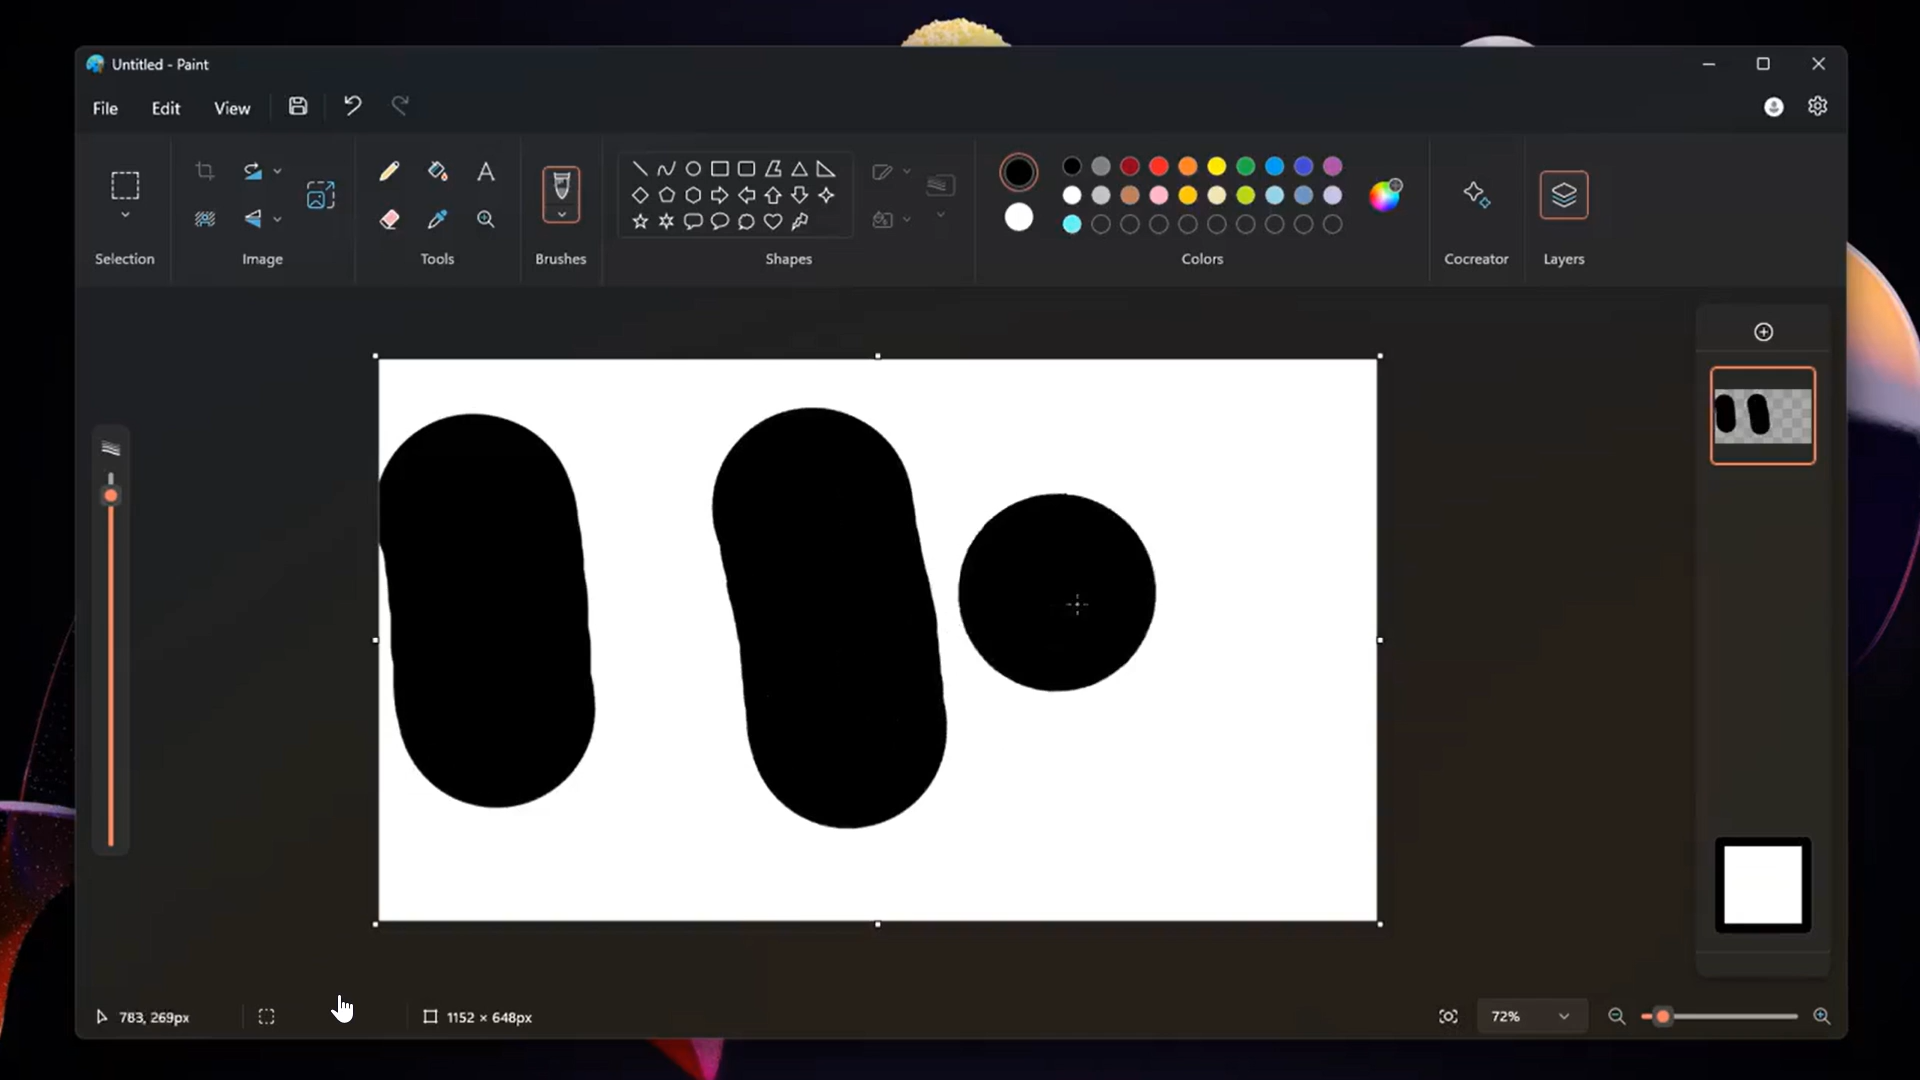 Untitled - Paint
File Edit View
Selection Image Tools Brushes Shapes Colors Cocreator Layers
783, 269px 1152 × 648px 72%